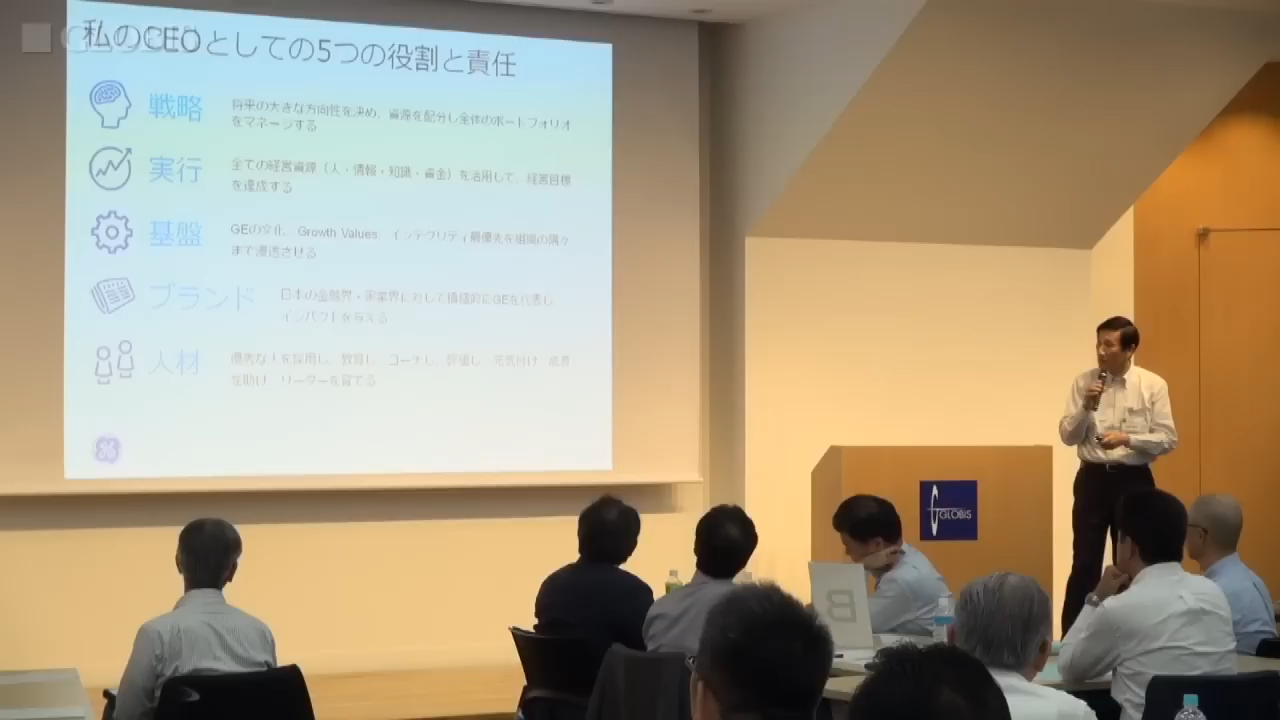 私のCEOとしての5つの役割と責任
戦略
将来の大きな方向性を決め、資源を配分し全体のポートフォリオ
をマネージする
実行
全ての経営資源（人・情報・知識・資金）を活用して、経営目標
を達成する
基盤
GEの文化、Growth Values、インテグリティ最優先を組織の隅々
まで浸透させる
ブランド
日本の金融界・産業界に対して積極的にGEを代表し、
インパクトを与える
人材
優秀な人を採用し、教育し、コーチし、評価し、元気付け、成長
を助け、リーダーを育てる
GLOBIS
B